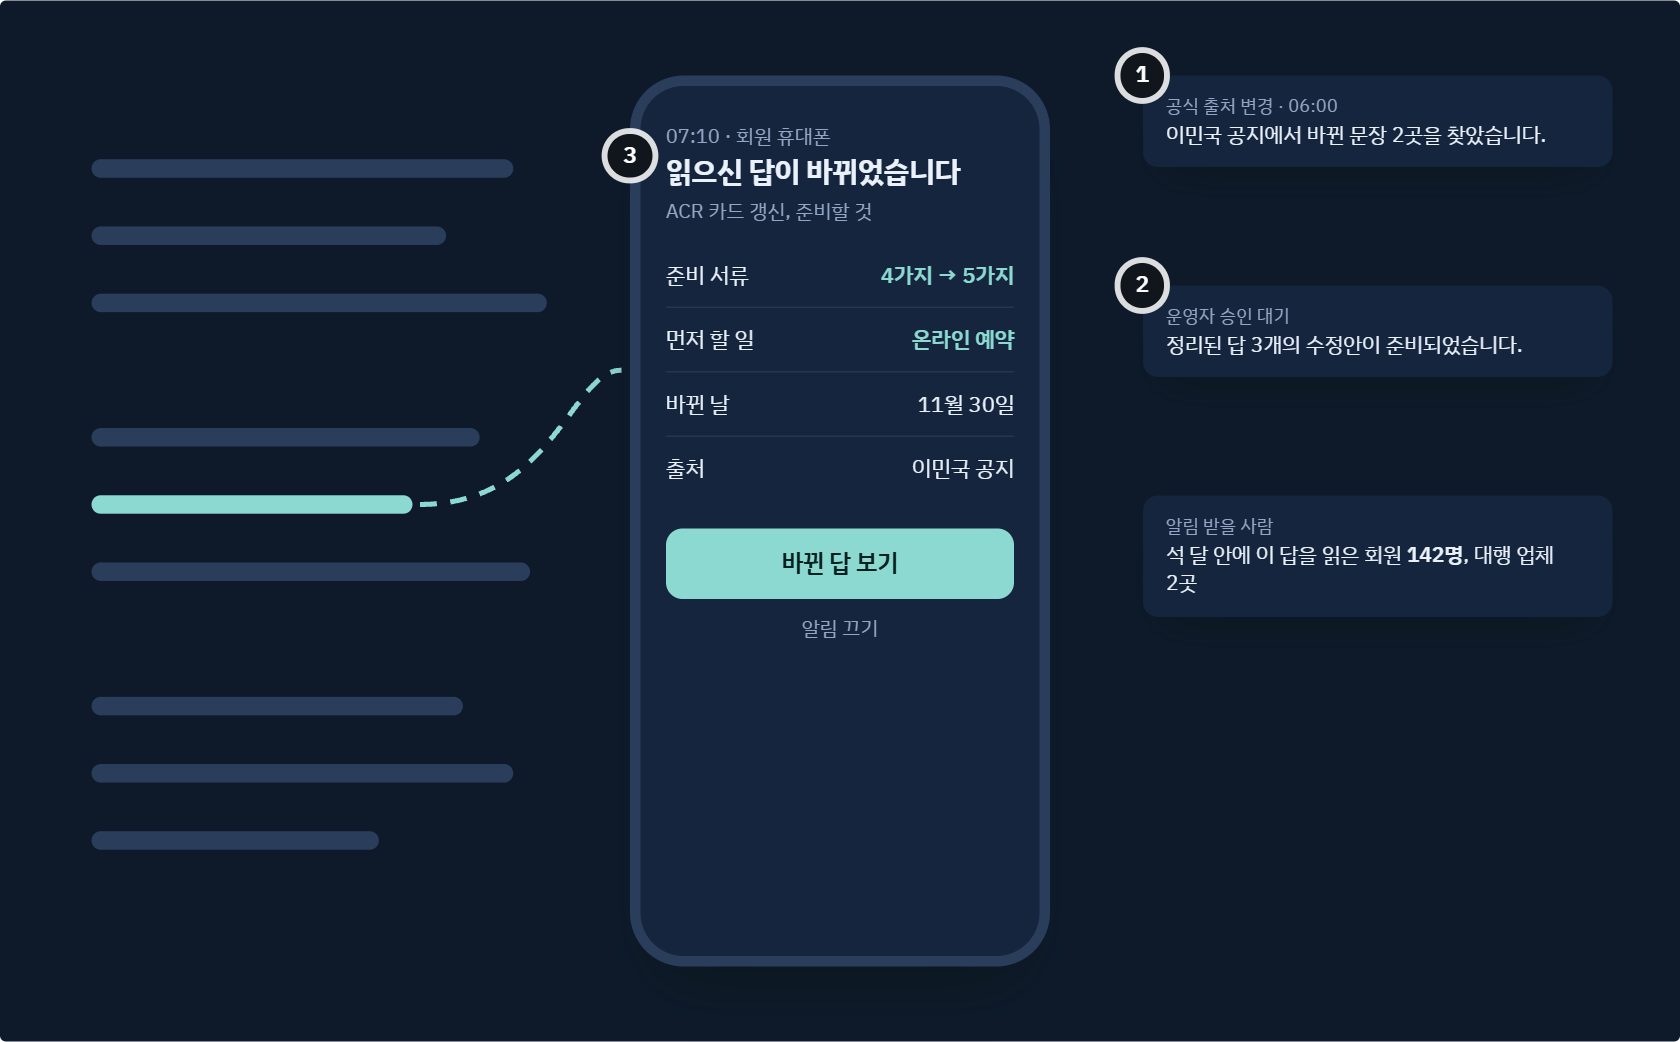 3
07:10 · 회원 휴대폰
읽으신 답이 바뀌었습니다
ACR 카드 갱신, 준비할 것
준비 서류 4가지 → 5가지
먼저 할 일 온라인 예약
바뀐 날 11월 30일
출처 이민국 공지
바뀐 답 보기
알림 끄기
1
공식 출처 변경 · 06:00
이민국 공지에서 바뀐 문장 2곳을 찾았습니다.
2
운영자 승인 대기
정리된 답 3개의 수정안이 준비되었습니다.
알림 받을 사람
석 달 안에 이 답을 읽은 회원 142명, 대행 업체
2곳